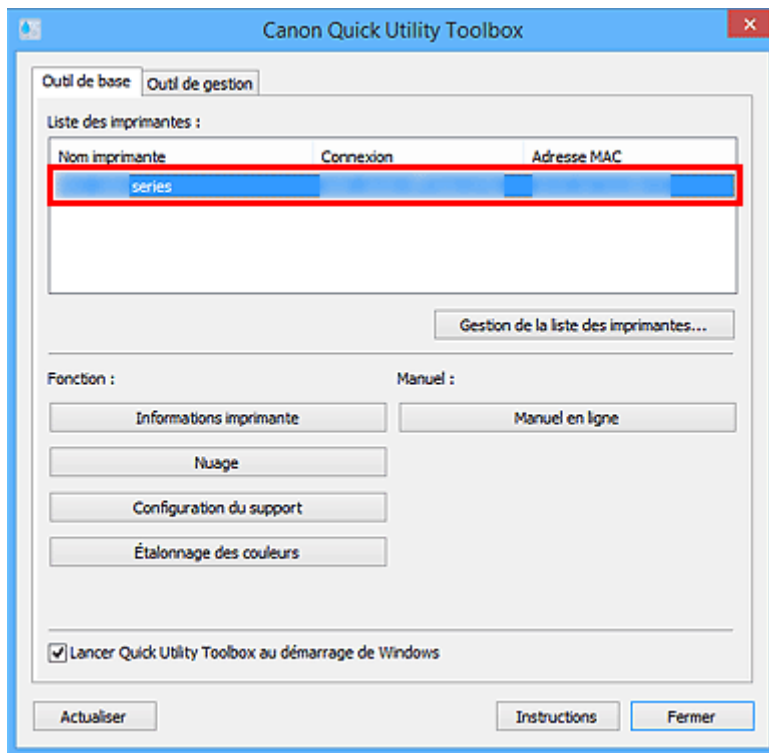 Canon Quick Utility Toolbox
Outil de base Outil de gestion
Liste des imprimantes :
Nom imprimante Connexion Adresse MAC
series
Gestion de la liste des imprimantes...
Fonction : Manuel :
Informations imprimante Manuel en ligne
Nuage
Configuration du support
Étalonnage des couleurs
Lancer Quick Utility Toolbox au démarrage de Windows
Actualiser Instructions Fermer